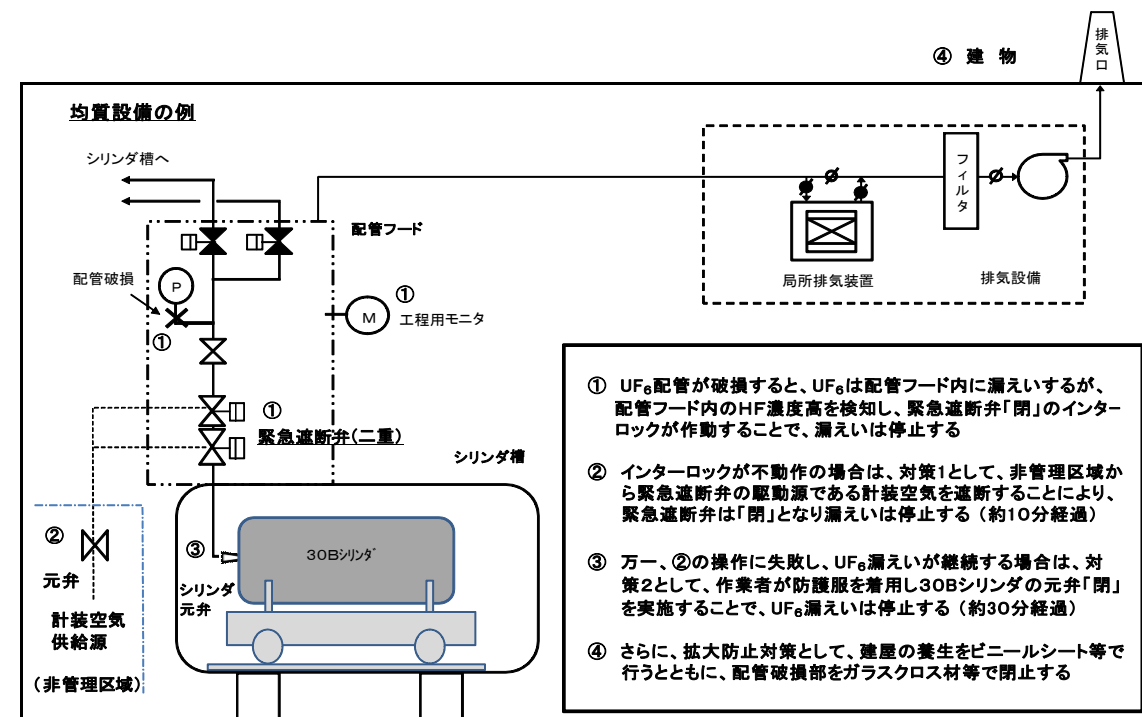 ④ 建 物
排気口
均質設備の例
シリンダ槽へ
配管フード
配管破損
P
①
①
M
工程用モニタ
フィルタ
局所排気装置
排気設備
①
緊急遮断弁(二重)
シリンダ槽
②
元弁
計装空気
供給源
(非管理区域)
③
30Bシリンダ
シリンダ
元弁
① UF₆配管が破損すると、UF₆は配管フード内に漏えいするが、
配管フード内のHF濃度高を検知し、緊急遮断弁「閉」のインター
ロックが作動することで、漏えいは停止する
② インターロックが不動作の場合は、対策1として、非管理区域か
ら緊急遮断弁の駆動源である計装空気を遮断することにより、
緊急遮断弁は「閉」となり漏えいは停止する (約10分経過)
③ 万一、②の操作に失敗し、UF₆漏えいが継続する場合は、対
策2として、作業者が防護服を着用し30Bシリンダの元弁「閉」
を実施することで、UF₆漏えいは停止する (約30分経過)
④ さらに、拡大防止対策として、建屋の養生をビニールシート等で
行うとともに、配管破損部をガラスクロス材等で閉止する